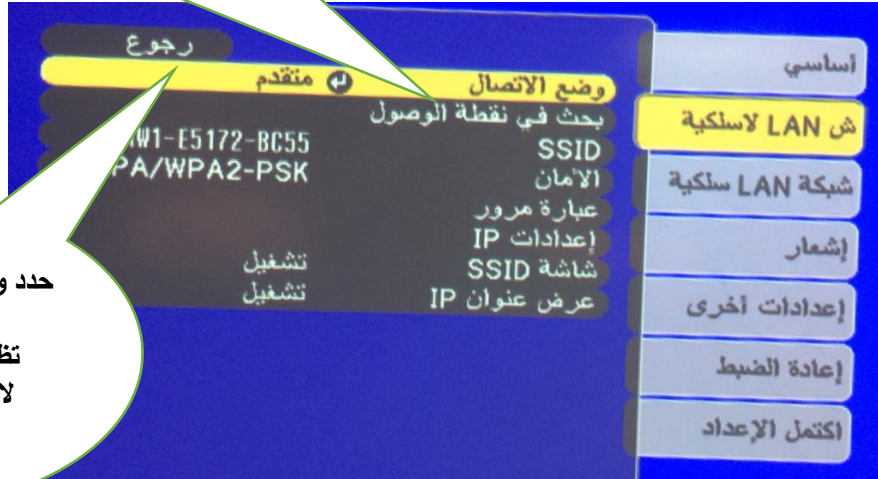 رجوع
أساسي
ش LAN لاسلكية
شبكة LAN سلكية
إشعار
إعدادات أخرى
إعادة الضبط
اكتمل الإعداد
وضع الاتصال متقدم
بحث في نقطة الوصول
SSID W1-E5172-BC55
الأمان PA/WPA2-PSK
عبارة مرور
إعدادات IP
شاشة SSID تشغيل
عرض عنوان IP تشغيل
حدد